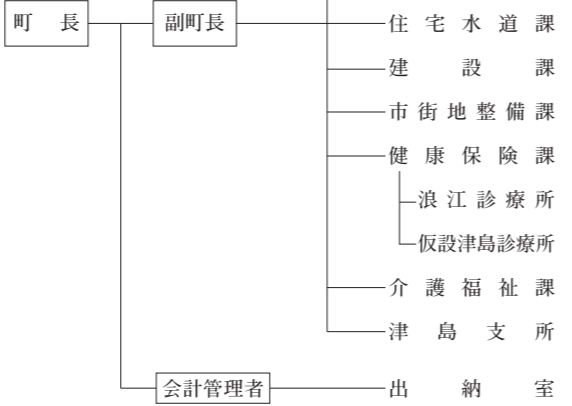 町長
副町長
住宅水道課
建設課
市街地整備課
健康保険課
浪江診療所
仮設津島診療所
介護福祉課
津島支所
会計管理者
出納室